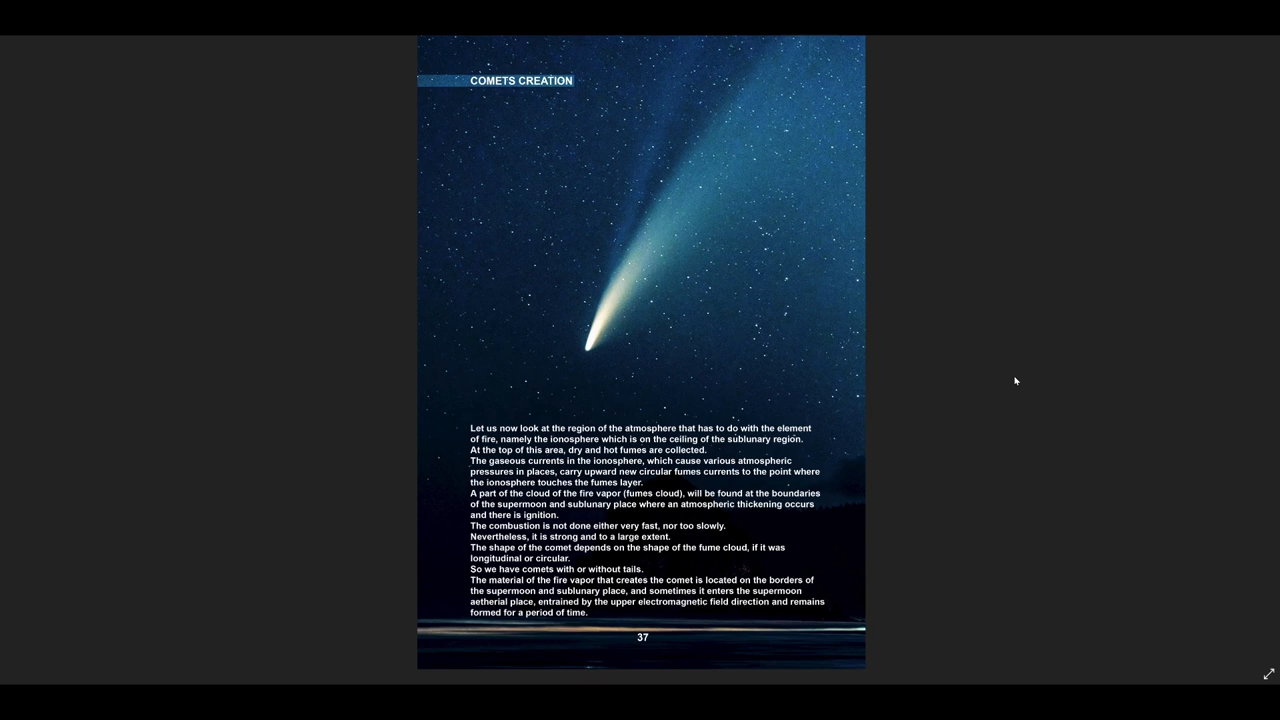 COMETS CREATION
Let us now look at the region of the atmosphere that has to do with the element
of fire, namely the ionosphere which is on the ceiling of the sublunary region.
At the top of this area, dry and hot fumes are collected.
The gaseous currents in the ionosphere, which cause various atmospheric
pressures in places, carry upward new circular fumes currents to the point where
the ionosphere touches the fumes layer.
A part of the cloud of the fire vapor (fumes cloud), will be found at the boundaries
of the supermoon and sublunary place where an atmospheric thickening occurs
and there is ignition.
The combustion is not done either very fast, nor too slowly.
Nevertheless, it is strong and to a large extent.
The shape of the comet depends on the shape of the fume cloud, if it was
longitudinal or circular.
So we have comets with or without tails.
The material of the fire vapor that creates the comet is located on the borders of
the supermoon and sublunary place, and sometimes it enters the supermoon
aetherial place, entrained by the upper electromagnetic field direction and remains
formed for a period of time.
37